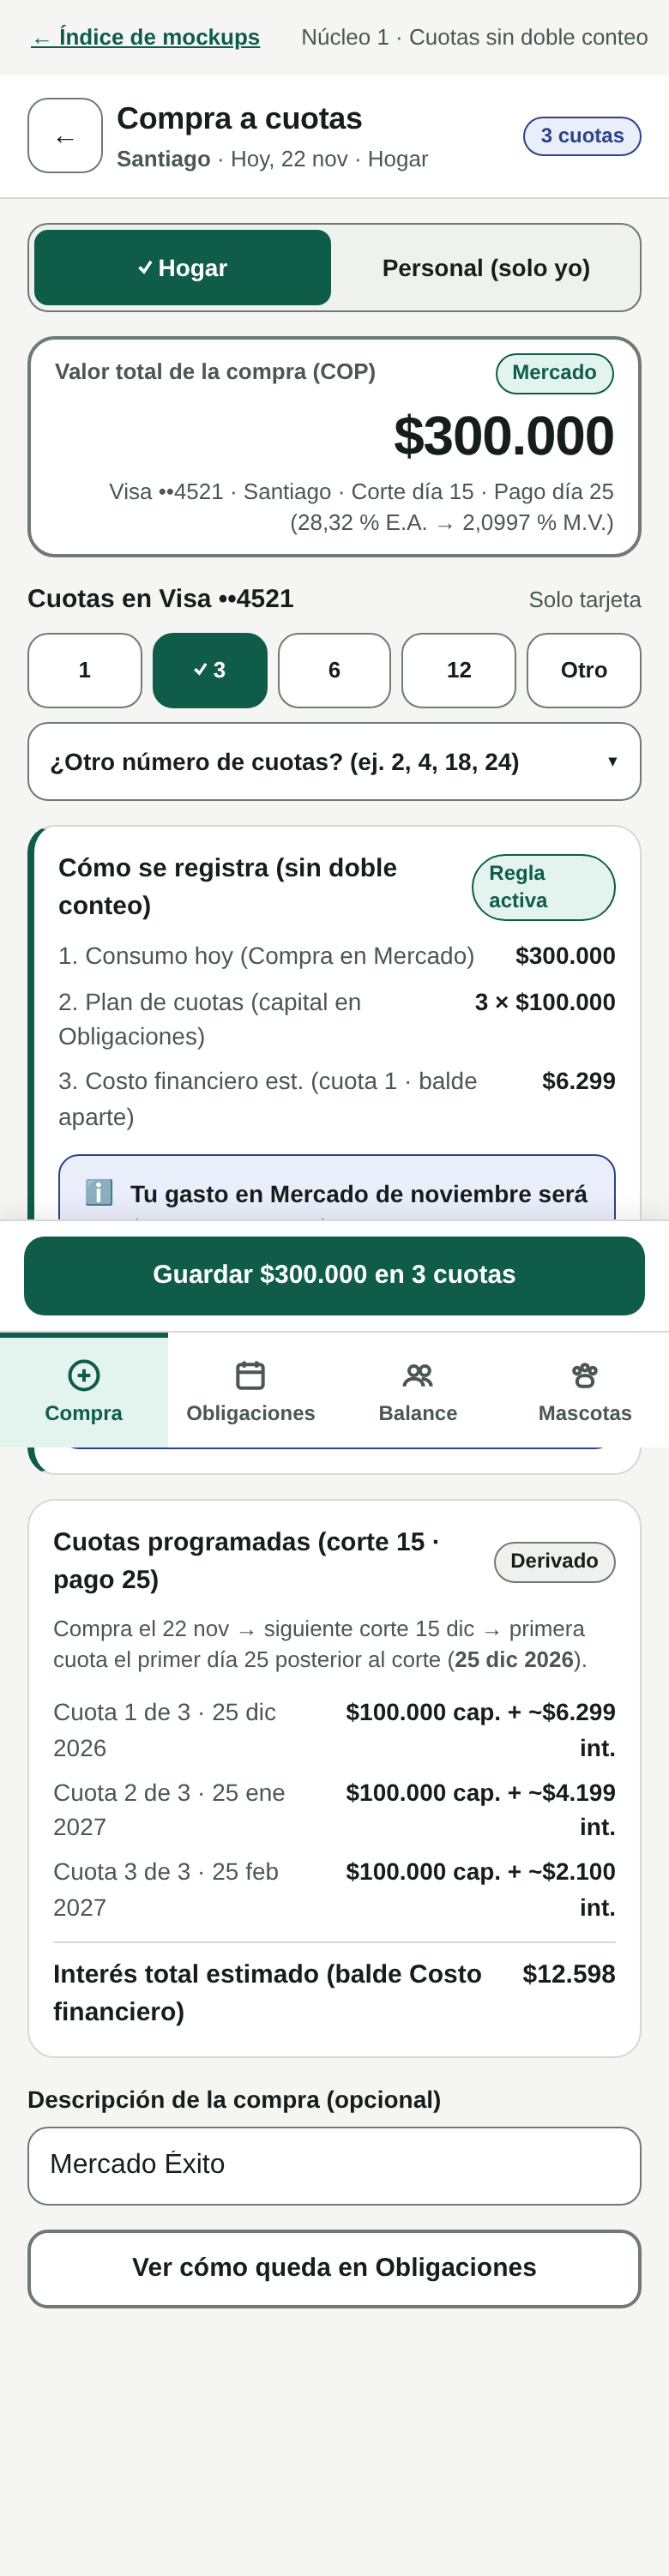 ← Índice de mockups
Núcleo 1 · Cuotas sin doble conteo
←
Compra a cuotas
Santiago · Hoy, 22 nov · Hogar
3 cuotas
✓ Hogar
Personal (solo yo)
Valor total de la compra (COP)
Mercado
$300.000
Visa ••4521 · Santiago · Corte día 15 · Pago día 25
(28,32 % E.A. → 2,0997 % M.V.)
Cuotas en Visa ••4521
Solo tarjeta
1
✓ 3
6
12
Otro
¿Otro número de cuotas? (ej. 2, 4, 18, 24)
▼
Cómo se registra (sin doble
conteo)
Regla
activa
1. Consumo hoy (Compra en Mercado)
$300.000
2. Plan de cuotas (capital en
Obligaciones)
3 × $100.000
3. Costo financiero est. (cuota 1 · balde
aparte)
$6.299
ℹ️ Tu gasto en Mercado de noviembre será
Guardar $300.000 en 3 cuotas
Compra
Obligaciones
Balance
Mascotas
Cuotas programadas (corte 15 ·
pago 25)
Derivado
Compra el 22 nov → siguiente corte 15 dic → primera
cuota el primer día 25 posterior al corte (25 dic 2026).
Cuota 1 de 3 · 25 dic
2026
$100.000 cap. + ~$6.299
int.
Cuota 2 de 3 · 25 ene
2027
$100.000 cap. + ~$4.199
int.
Cuota 3 de 3 · 25 feb
2027
$100.000 cap. + ~$2.100
int.
Interés total estimado (balde Costo
financiero)
$12.598
Descripción de la compra (opcional)
Mercado Éxito
Ver cómo queda en Obligaciones